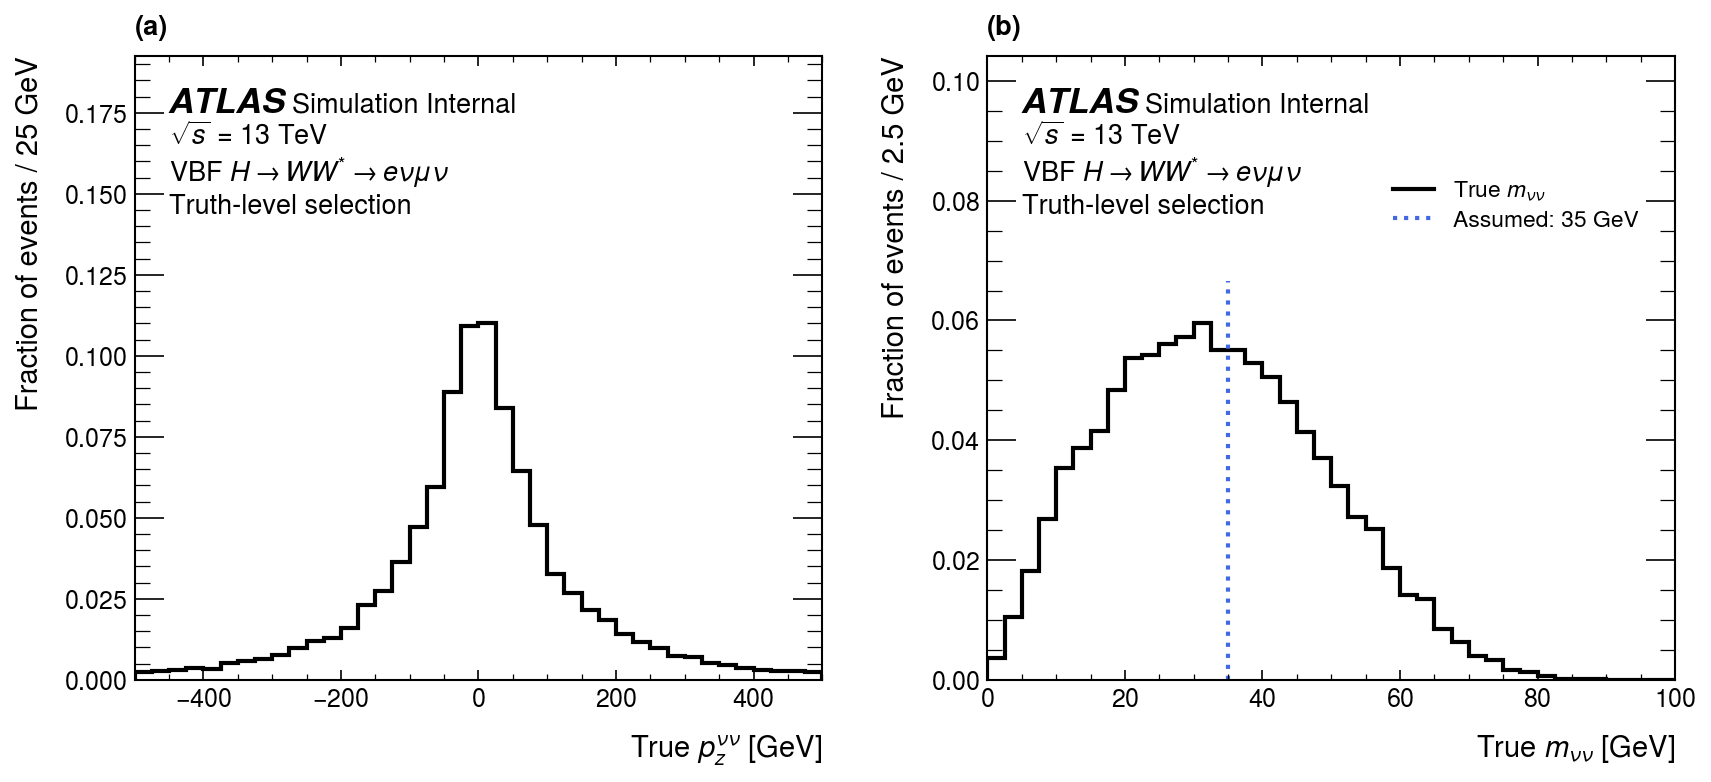 (a)
Fraction of events / 25 GeV
ATLAS Simulation Internal
√s = 13 TeV
VBF H → WW* → eνμν
Truth-level selection
0.175
0.150
0.125
0.100
0.075
0.050
0.025
0.000
−400 −200 0 200 400
True p_z^{νν} [GeV]
(b)
Fraction of events / 2.5 GeV
ATLAS Simulation Internal
√s = 13 TeV
VBF H → WW* → eνμν
Truth-level selection
True m_{νν}
Assumed: 35 GeV
0.10
0.08
0.06
0.04
0.02
0.00
0 20 40 60 80 100
True m_{νν} [GeV]